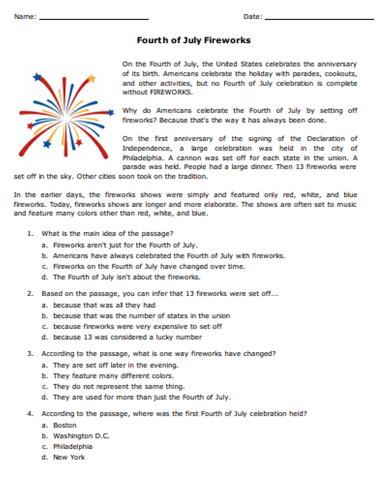 Name: Date:
Fourth of July Fireworks
On the Fourth of July, the United States celebrates the anniversary
of its birth. Americans celebrate the holiday with parades, cookouts,
and other activities, but no Fourth of July celebration is complete
without FIREWORKS.
Why do Americans celebrate the Fourth of July by setting off
fireworks? Because that's the way it has always been done.
On the first anniversary of the signing of the Declaration of
Independence, a large celebration was held in the city of
Philadelphia. A cannon was set off for each state in the union. A
parade was held. People had a large dinner. Then 13 fireworks were
set off in the sky. Other cities soon took on the tradition.
In the earlier days, the fireworks shows were simply and featured only red, white, and blue
fireworks. Today, fireworks shows are longer and more elaborate. The shows are often set to music
and feature many colors other than red, white, and blue.
1. What is the main idea of the passage?
a. Fireworks aren't just for the Fourth of July.
b. Americans have always celebrated the Fourth of July with fireworks.
c. Fireworks on the Fourth of July have changed over time.
d. The Fourth of July isn't about the fireworks.
2. Based on the passage, you can infer that 13 fireworks were set off...
a. because that was all they had
b. because that was the number of states in the union
c. because fireworks were very expensive to set off
d. because 13 was considered a lucky number
3. According to the passage, what is one way fireworks have changed?
a. They are set off later in the evening.
b. They feature many different colors.
c. They do not represent the same thing.
d. They are used for more than just the Fourth of July.
4. According to the passage, where was the first Fourth of July celebration held?
a. Boston
b. Washington D.C.
c. Philadelphia
d. New York